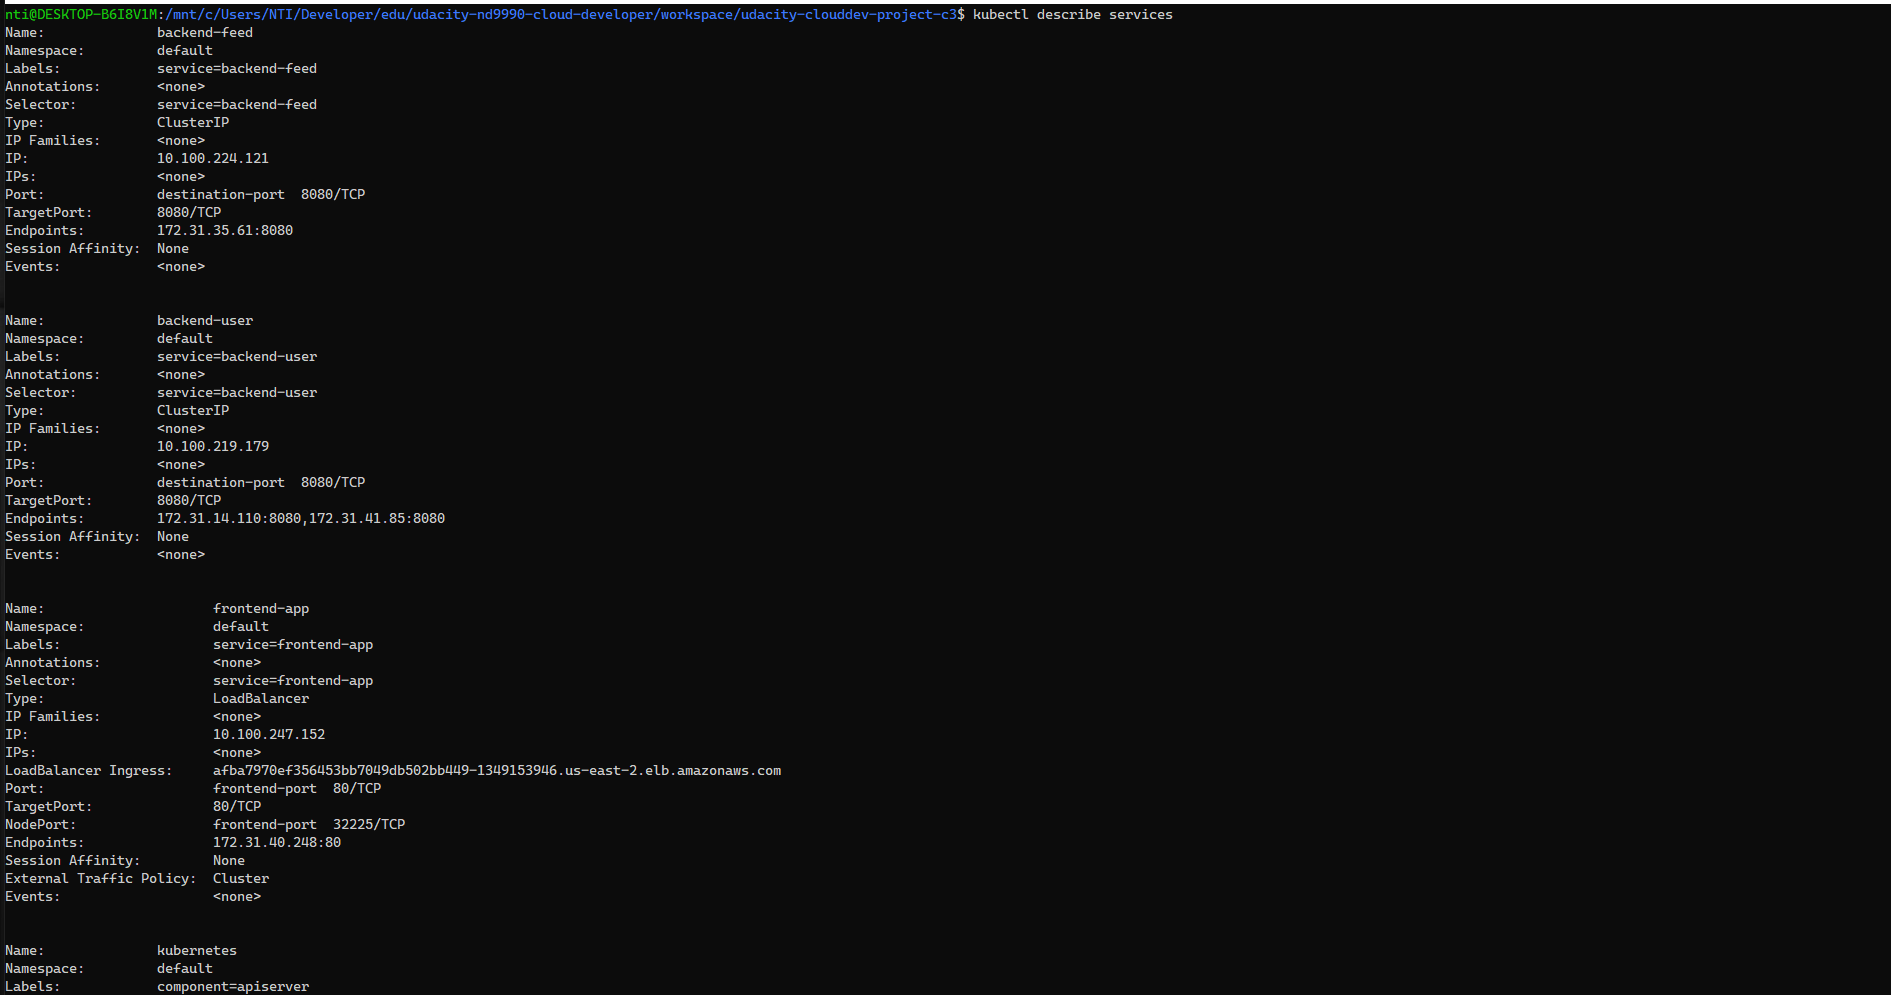 nti@DESKTOP-B6I8V1M:/mnt/c/Users/NTI/Developer/edu/udacity-nd9990-cloud-developer/workspace/udacity-clouddev-project-c3$ kubectl describe services
Name:              backend-feed
Namespace:         default
Labels:            service=backend-feed
Annotations:       <none>
Selector:          service=backend-feed
Type:              ClusterIP
IP Families:       <none>
IP:                10.100.224.121
IPs:               <none>
Port:              destination-port  8080/TCP
TargetPort:        8080/TCP
Endpoints:         172.31.35.61:8080
Session Affinity:  None
Events:            <none>
Name:              backend-user
Namespace:         default
Labels:            service=backend-user
Annotations:       <none>
Selector:          service=backend-user
Type:              ClusterIP
IP Families:       <none>
IP:                10.100.219.179
IPs:               <none>
Port:              destination-port  8080/TCP
TargetPort:        8080/TCP
Endpoints:         172.31.14.110:8080,172.31.41.85:8080
Session Affinity:  None
Events:            <none>
Name:                     frontend-app
Namespace:                default
Labels:                   service=frontend-app
Annotations:              <none>
Selector:                 service=frontend-app
Type:                     LoadBalancer
IP Families:              <none>
IP:                       10.100.247.152
IPs:                      <none>
LoadBalancer Ingress:     afba7970ef356453bb7049db502bb449-1349153946.us-east-2.elb.amazonaws.com
Port:                     frontend-port  80/TCP
TargetPort:               80/TCP
NodePort:                 frontend-port  32225/TCP
Endpoints:                172.31.40.248:80
Session Affinity:         None
External Traffic Policy:  Cluster
Events:                   <none>
Name:              kubernetes
Namespace:         default
Labels:            component=apiserver